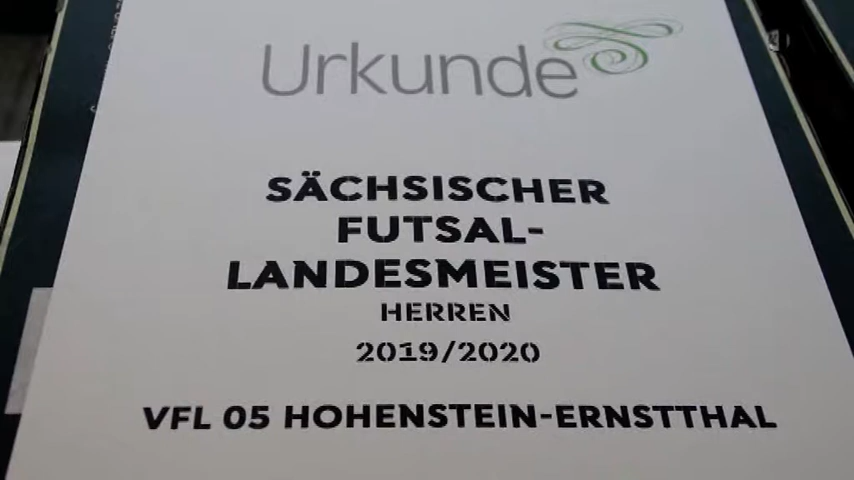 Urkunde
SÄCHSISCHER
FUTSAL-
LANDESMEISTER
HERREN
2019/2020
VFL 05 HOHENSTEIN-ERNSTTHAL